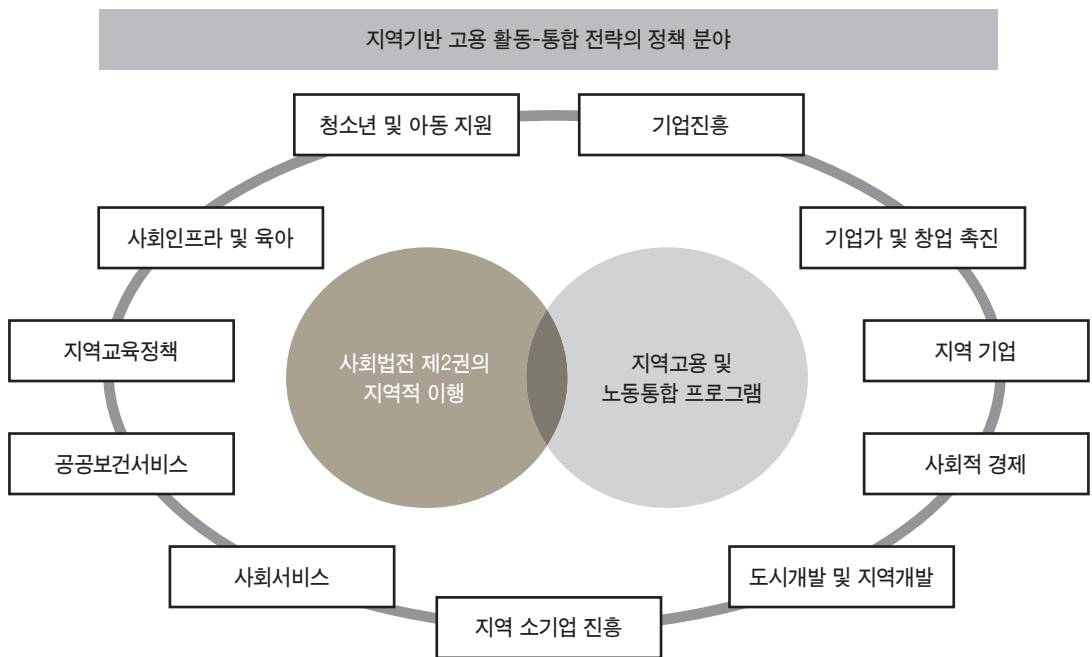 지역기반 고용 활동-통합 전략의 정책 분야
청소년 및 아동 지원
기업진흥
사회인프라 및 육아
기업가 및 창업 촉진
지역교육정책
사회법전 제2권의
지역적 이행
지역고용 및
노동통합 프로그램
지역 기업
공공보건서비스
사회적 경제
사회서비스
도시개발 및 지역개발
지역 소기업 진흥